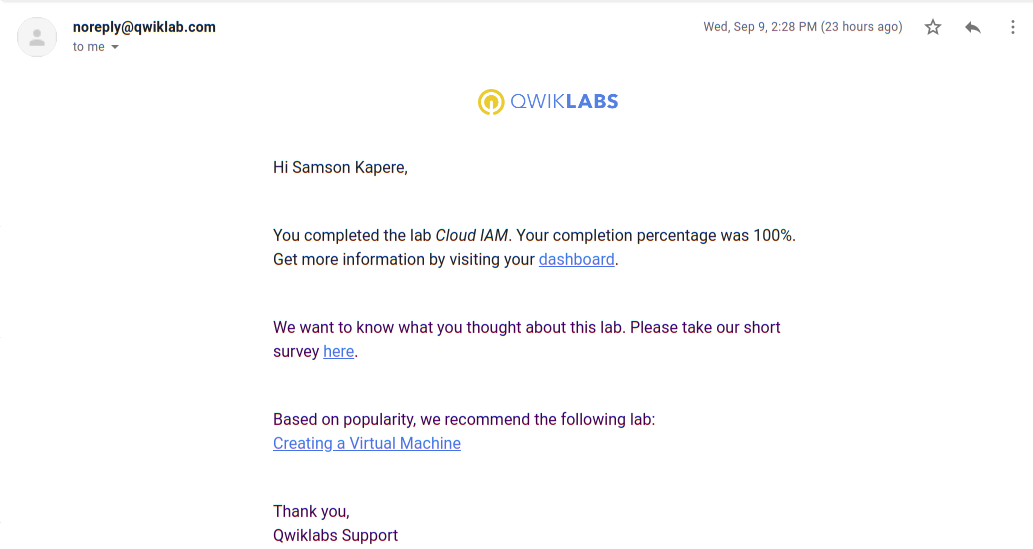 noreply@qwiklab.com
Wed, Sep 9, 2:28 PM (23 hours ago)
to me
QWIKLABS
Hi Samson Kapere,
You completed the lab Cloud IAM. Your completion percentage was 100%.
Get more information by visiting your dashboard.
We want to know what you thought about this lab. Please take our short
survey here.
Based on popularity, we recommend the following lab:
Creating a Virtual Machine
Thank you,
Qwiklabs Support